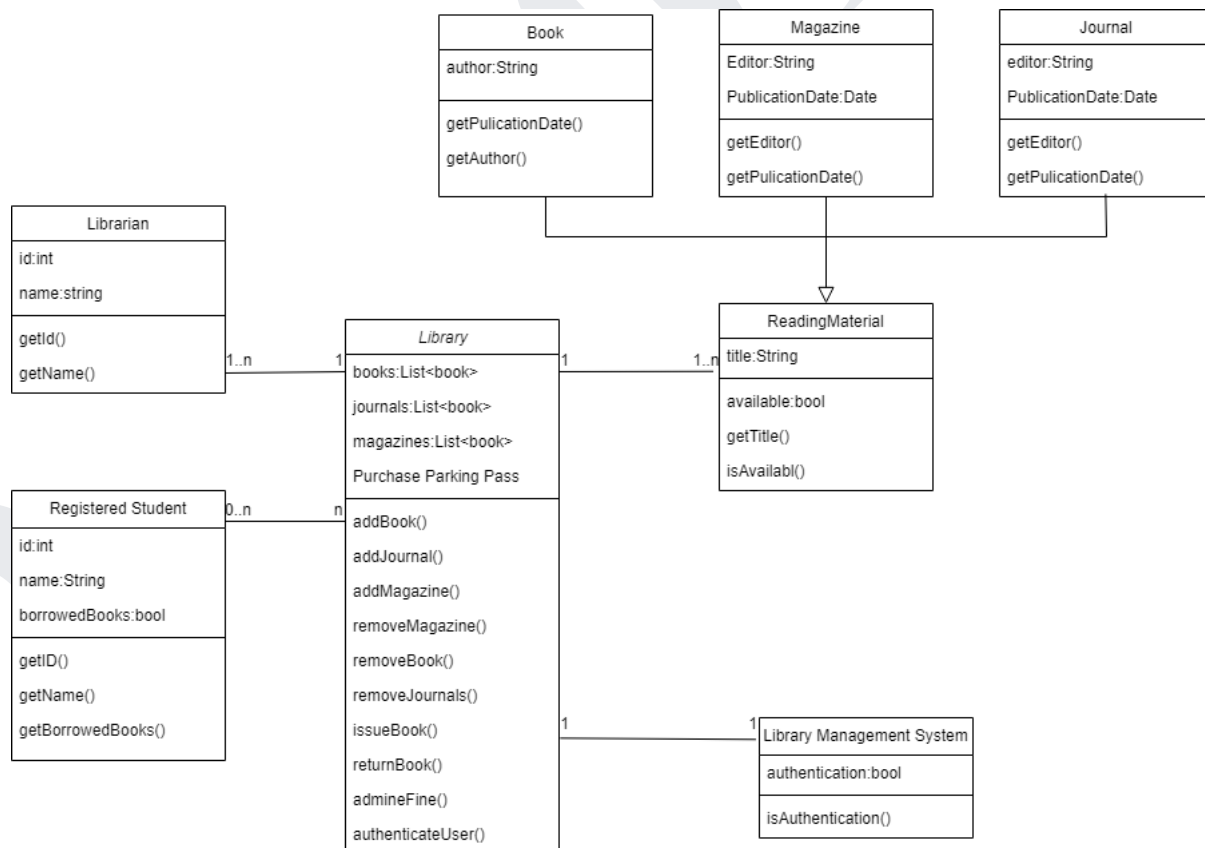 Book
author:String
getPulicationDate()
getAuthor()
Magazine
Editor:String
PublicationDate:Date
getEditor()
getPulicationDate()
Journal
editor:String
PublicationDate:Date
getEditor()
getPulicationDate()
Librarian
id:int
name:string
getId()
getName()
1..n
1
Library
books:List<book>
journals:List<book>
magazines:List<book>
Purchase Parking Pass
addBook()
addJournal()
addMagazine()
removeMagazine()
removeBook()
removeJournals()
issueBook()
returnBook()
admineFine()
authenticateUser()
1
1..n
ReadingMaterial
title:String
available:bool
getTitle()
isAvailabl()
Registered Student
id:int
name:String
borrowedBooks:bool
getID()
getName()
getBorrowedBooks()
0..n
n
1
1
Library Management System
authentication:bool
isAuthentication()